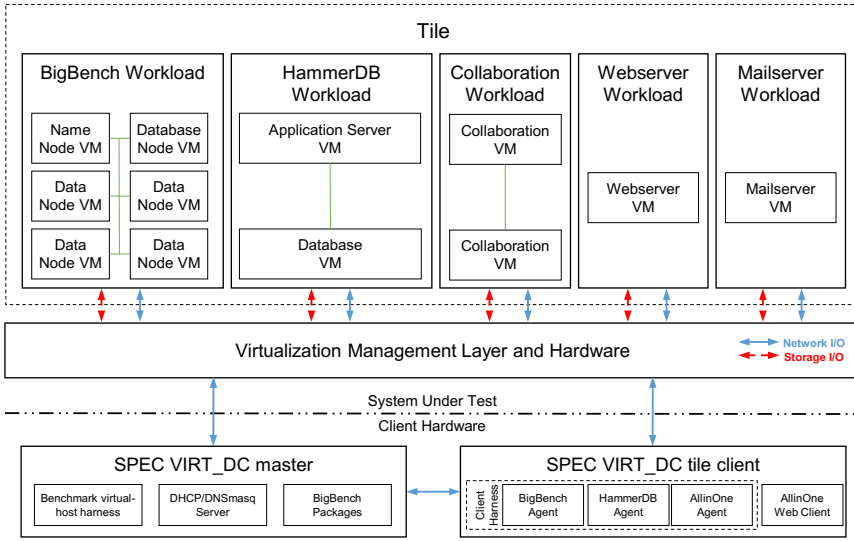 Tile
BigBench Workload
Name
Node VM
Database
Node VM
Data
Node VM
Data
Node VM
Data
Node VM
Data
Node VM
HammerDB
Workload
Application Server
VM
Database
VM
Collaboration
Workload
Collaboration
VM
Collaboration
VM
Webserver
Workload
Webserver
VM
Mailserver
Workload
Mailserver
VM
Virtualization Management Layer and Hardware
Network I/O
Storage I/O
System Under Test
Client Hardware
SPEC VIRT_DC master
Benchmark virtual-
host harness
DHCP/DNSmasq
Server
BigBench
Packages
SPEC VIRT_DC tile client
Client
Harness
BigBench
Agent
HammerDB
Agent
AllinOne
Agent
AllinOne
Web Client